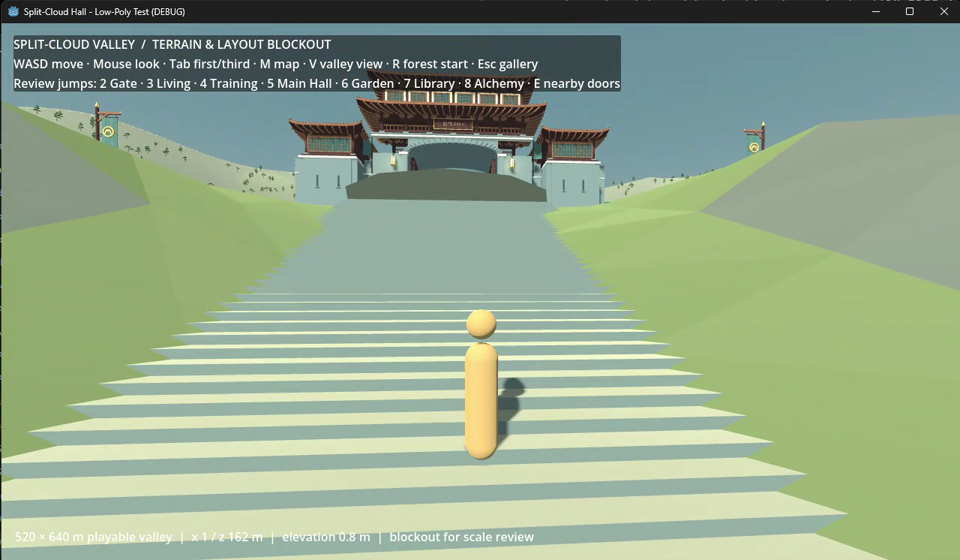 Split-Cloud Hall - Low-Poly Test (DEBUG)
SPLIT-CLOUD VALLEY / TERRAIN & LAYOUT BLOCKOUT
WASD move · Mouse look · Tab first/third · M map · V valley view · R forest start · Esc gallery
Review jumps: 2 Gate · 3 Living · 4 Training · 5 Main Hall · 6 Garden · 7 Library · 8 Alchemy · E nearby doors
520 × 640 m playable valley | x 1 / z 162 m | elevation 0.8 m | blockout for scale review